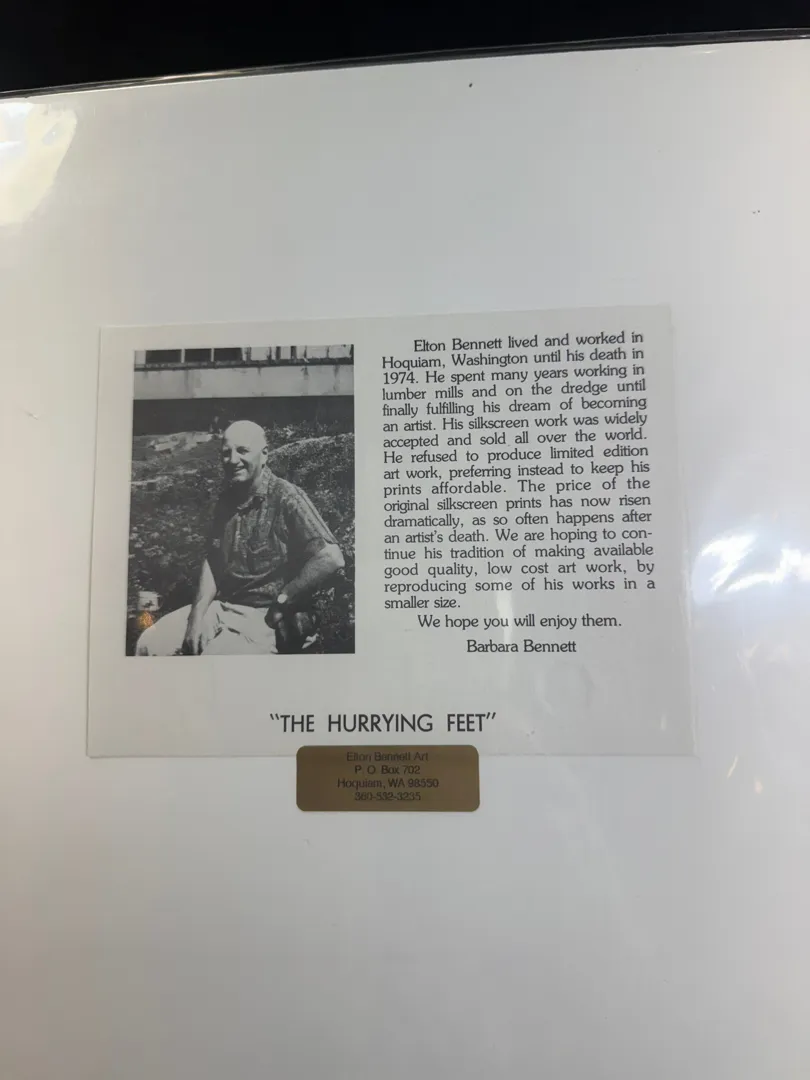 Elton Bennett lived and worked in
Hoquiam, Washington until his death in
1974. He spent many years working in
lumber mills and on the dredge until
finally fulfilling his dream of becoming
an artist. His silkscreen work was widely
accepted and sold all over the world.
He refused to produce limited edition
art work, preferring instead to keep his
prints affordable. The price of the
original silkscreen prints has now risen
dramatically, as so often happens after
an artist's death. We are hoping to con-
tinue his tradition of making available
good quality, low cost art work, by
reproducing some of his works in a
smaller size.
We hope you will enjoy them.
Barbara Bennett
"THE HURRYING FEET"
Elton Bennett Art
P. O. Box 702
Hoquiam, WA 98550
360-532-3235